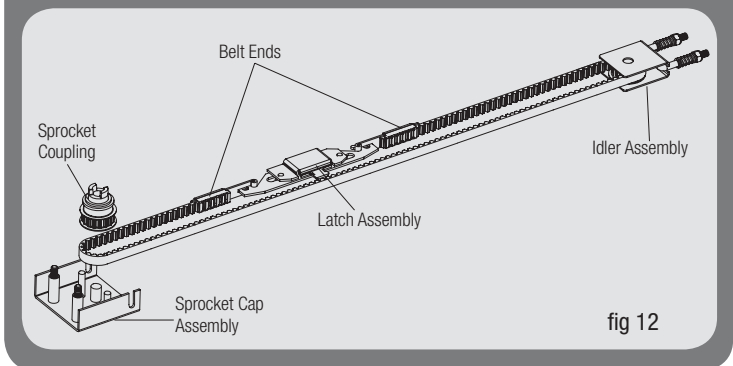 Belt Ends
Sprocket
Coupling
Idler Assembly
Latch Assembly
Sprocket Cap
Assembly
fig 12